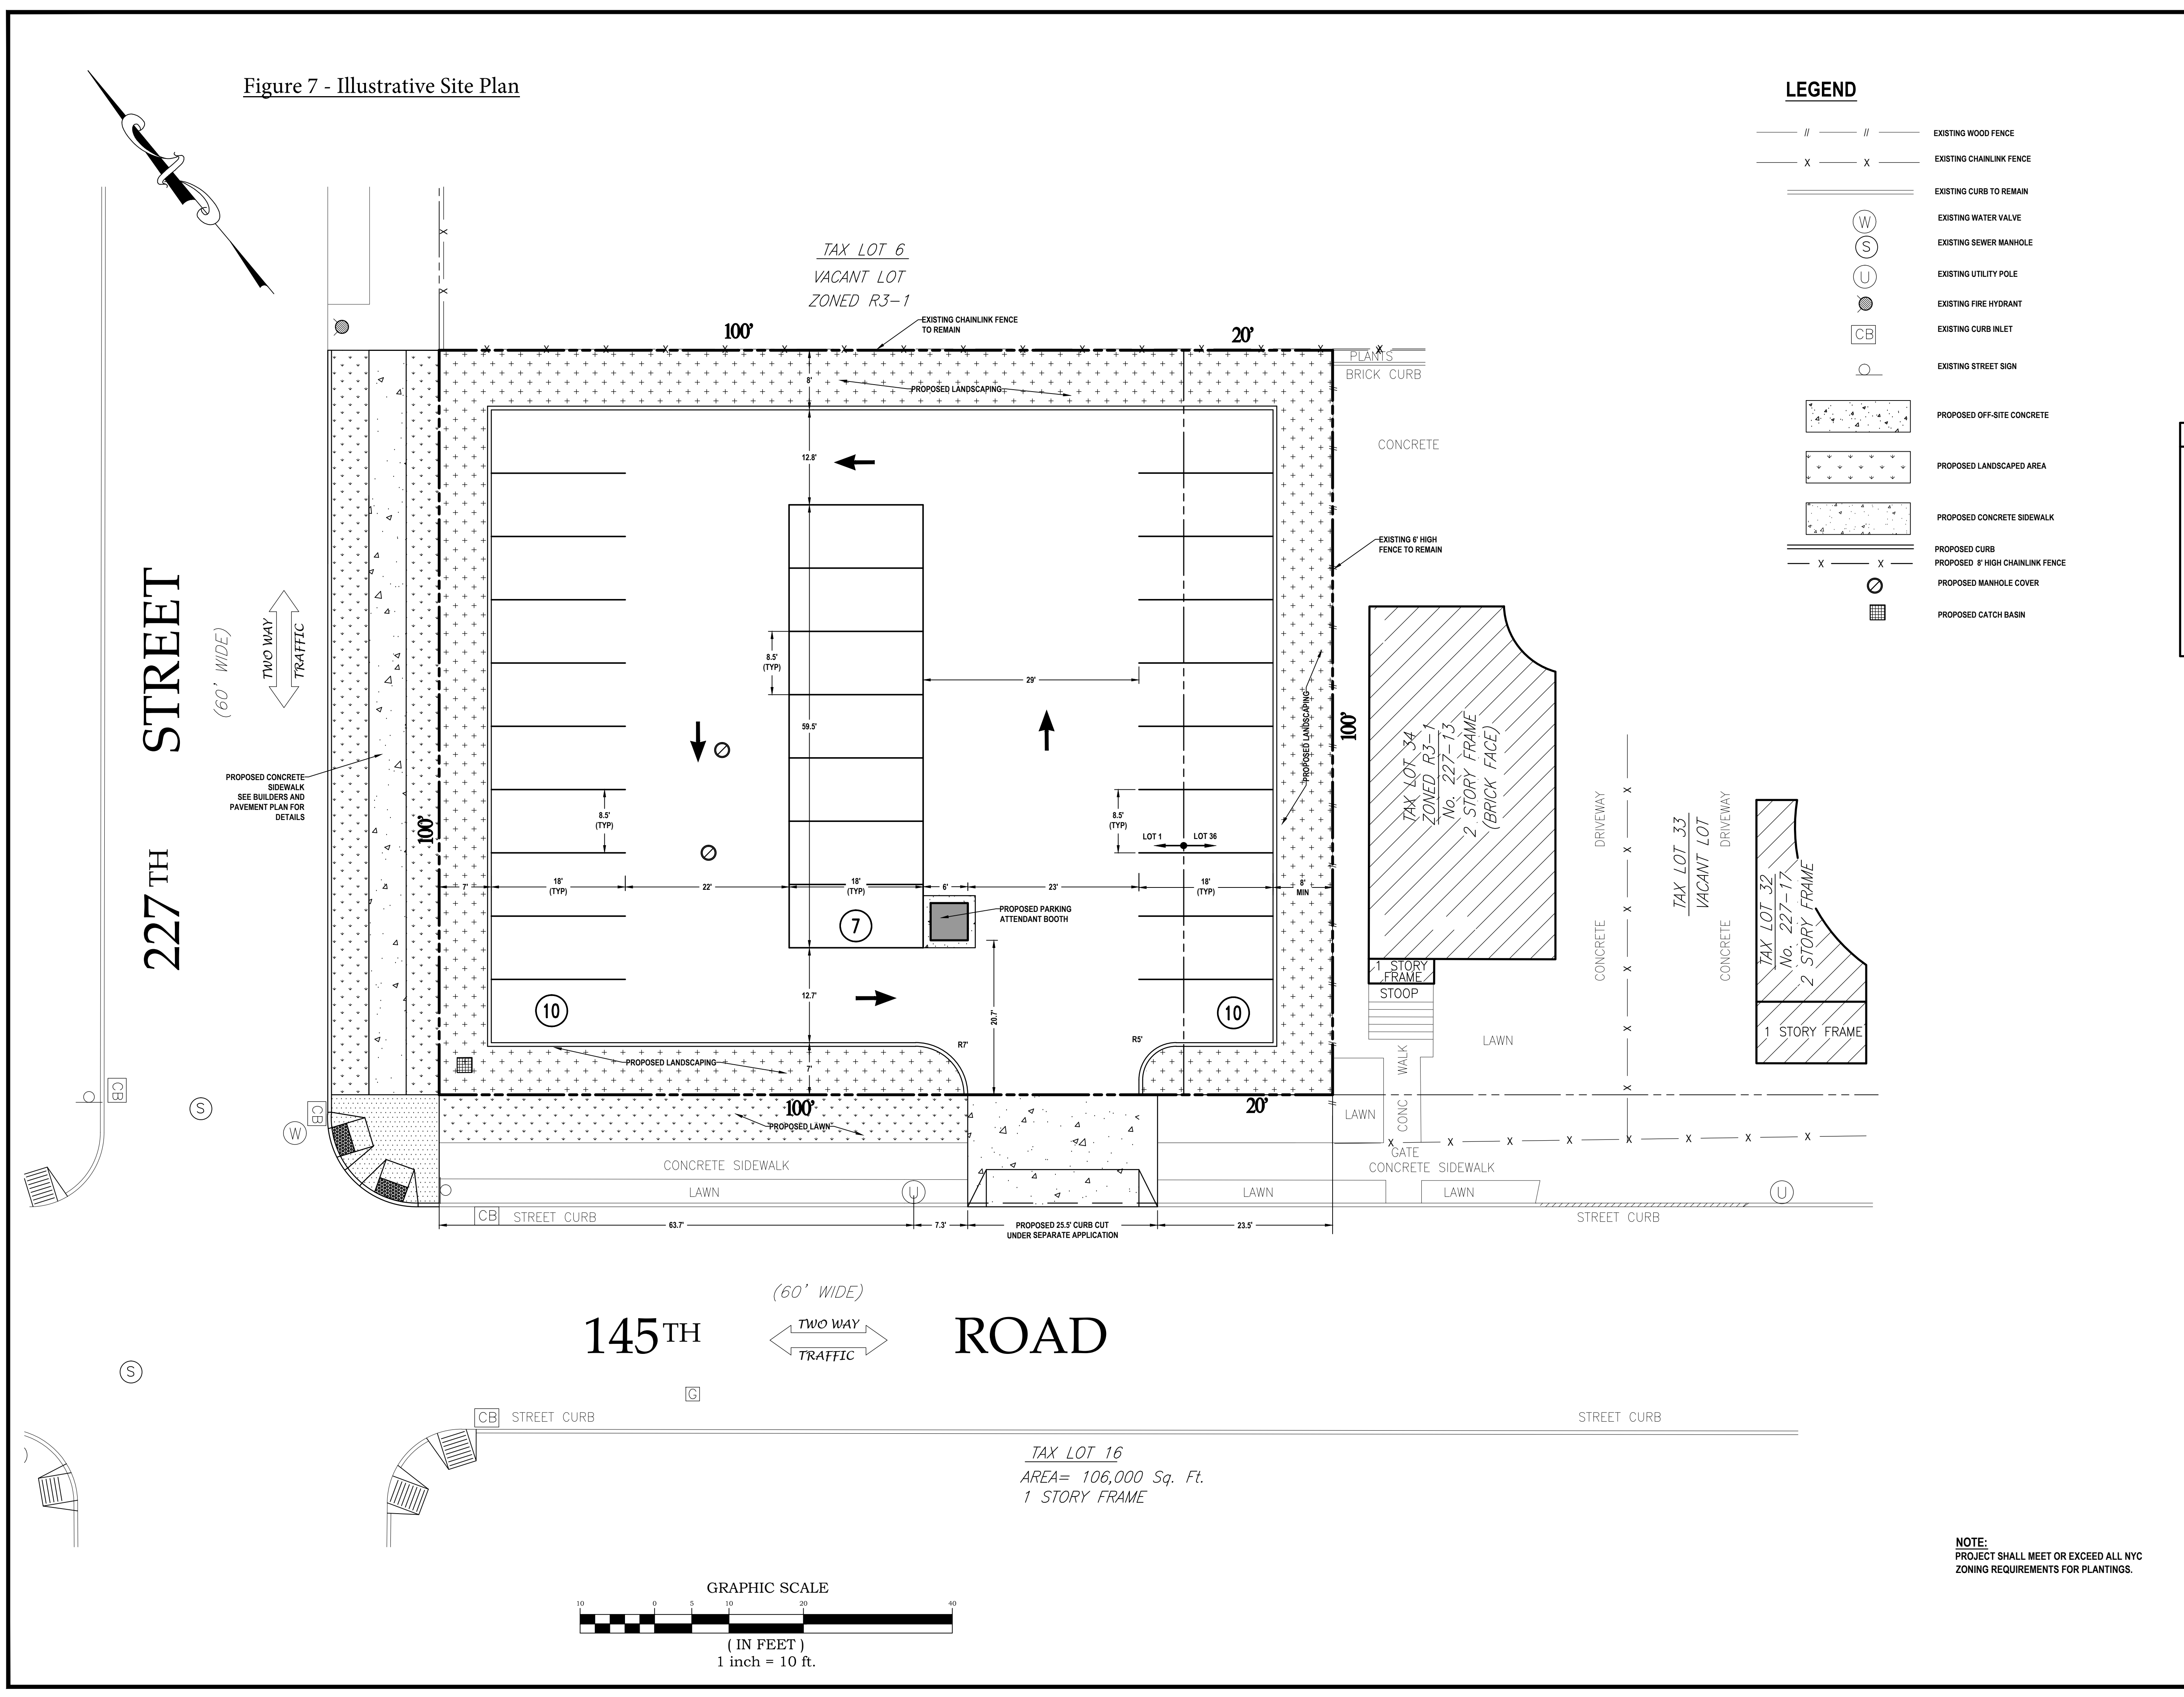 Figure 7 - Illustrative Site Plan
LEGEND
EXISTING WOOD FENCE
X X
EXISTING CHAINLINK FENCE
EXISTING CURB TO REMAIN
W
EXISTING WATER VALVE
S
EXISTING SEWER MANHOLE
U
EXISTING UTILITY POLE
EXISTING FIRE HYDRANT
CB
EXISTING CURB INLET
EXISTING STREET SIGN
PROPOSED OFF-SITE CONCRETE
PROPOSED LANDSCAPED AREA
PROPOSED CONCRETE SIDEWALK
PROPOSED CURB
X X
PROPOSED 8' HIGH CHAINLINK FENCE
PROPOSED MANHOLE COVER
PROPOSED CATCH BASIN
TAX LOT 6
VACANT LOT
ZONED R3-1
EXISTING CHAINLINK FENCE
TO REMAIN
100'
20'
PLANTS
BRICK CURB
CONCRETE
8'
PROPOSED LANDSCAPING
12.8'
EXISTING 6' HIGH
FENCE TO REMAIN
227TH STREET
(60' WIDE)
TWO WAY
TRAFFIC
PROPOSED CONCRETE
SIDEWALK
SEE BUILDERS AND
PAVEMENT PLAN FOR
DETAILS
100'
8.5'
(TYP)
29'
59.5'
PROPOSED LANDSCAPING
100'
8.5'
(TYP)
8.5'
(TYP)
LOT 1
LOT 36
7'
18'
(TYP)
22'
18'
(TYP)
6'
23'
18'
(TYP)
8'
MIN
PROPOSED PARKING
ATTENDANT BOOTH
7
10
10
12.7'
20.7'
R7'
R5'
PROPOSED LANDSCAPING
7'
100'
20'
PROPOSED LAWN
TAX LOT 34
ZONED R3-1
No. 227-13
2 STORY FRAME
(BRICK FACE)
1 STORY
FRAME
STOOP
CONC WALK
LAWN
LAWN
CONCRETE DRIVEWAY
TAX LOT 33
VACANT LOT
CONCRETE DRIVEWAY
TAX LOT 32
No. 227-17
2 STORY FRAME
1 STORY FRAME
GATE
CONCRETE SIDEWALK
CONCRETE SIDEWALK
LAWN
U
LAWN
LAWN
U
CB
S
W
CB
CB
STREET CURB
STREET CURB
63.7'
7.3'
PROPOSED 25.5' CURB CUT
UNDER SEPARATE APPLICATION
23.5'
(60' WIDE)
145TH ROAD
TWO WAY
TRAFFIC
S
G
CB
STREET CURB
STREET CURB
TAX LOT 16
AREA= 106,000 Sq. Ft.
1 STORY FRAME
NOTE:
PROJECT SHALL MEET OR EXCEED ALL NYC
ZONING REQUIREMENTS FOR PLANTINGS.
GRAPHIC SCALE
10 0 5 10 20 40
( IN FEET )
1 inch = 10 ft.